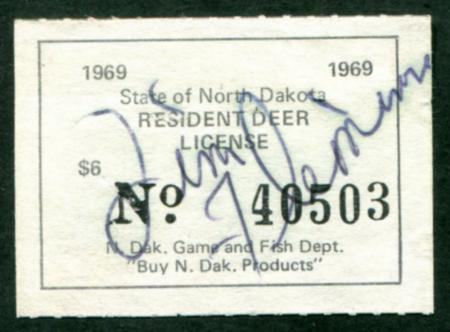 1969 1969
State of North Dakota
RESIDENT DEER
LICENSE
$6
No. 40503
N. Dak. Game and Fish Dept.
"Buy N. Dak. Products"